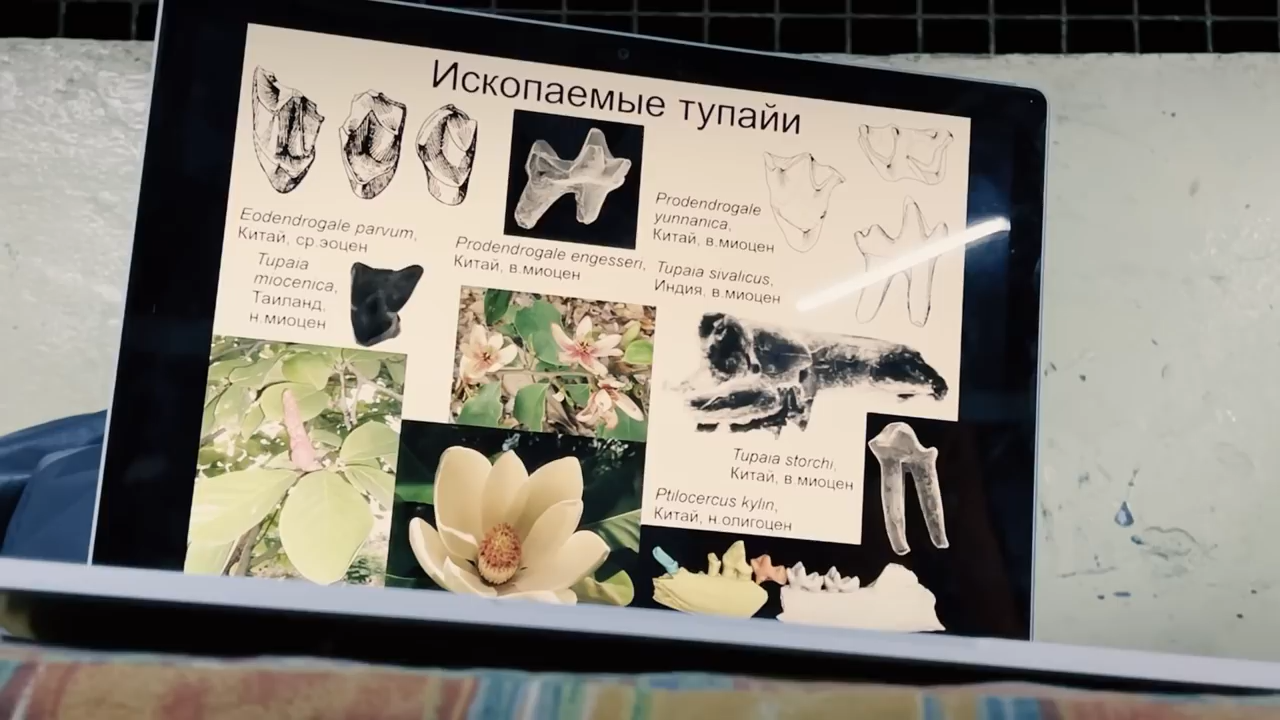 Ископаемые тупайи
Eodendrogale parvum,
Китай, ср.эоцен
Tupaia
miocenica,
Таиланд,
н.миоцен
Prodendrogale engesseri,
Китай, в.миоцен
Prodendrogale
yunnanica,
Китай, в.миоцен
Tupaia sivalicus,
Индия, в.миоцен
Tupaia storchi,
Китай, в.миоцен
Ptilocercus kylin,
Китай, н.олигоцен